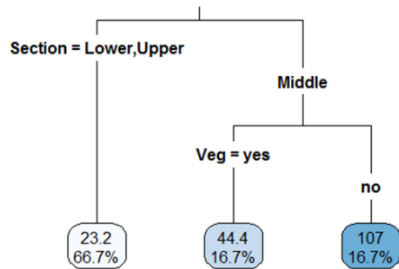 Section = Lower,Upper
Middle
Veg = yes
no
23.2
66.7%
44.4
16.7%
107
16.7%